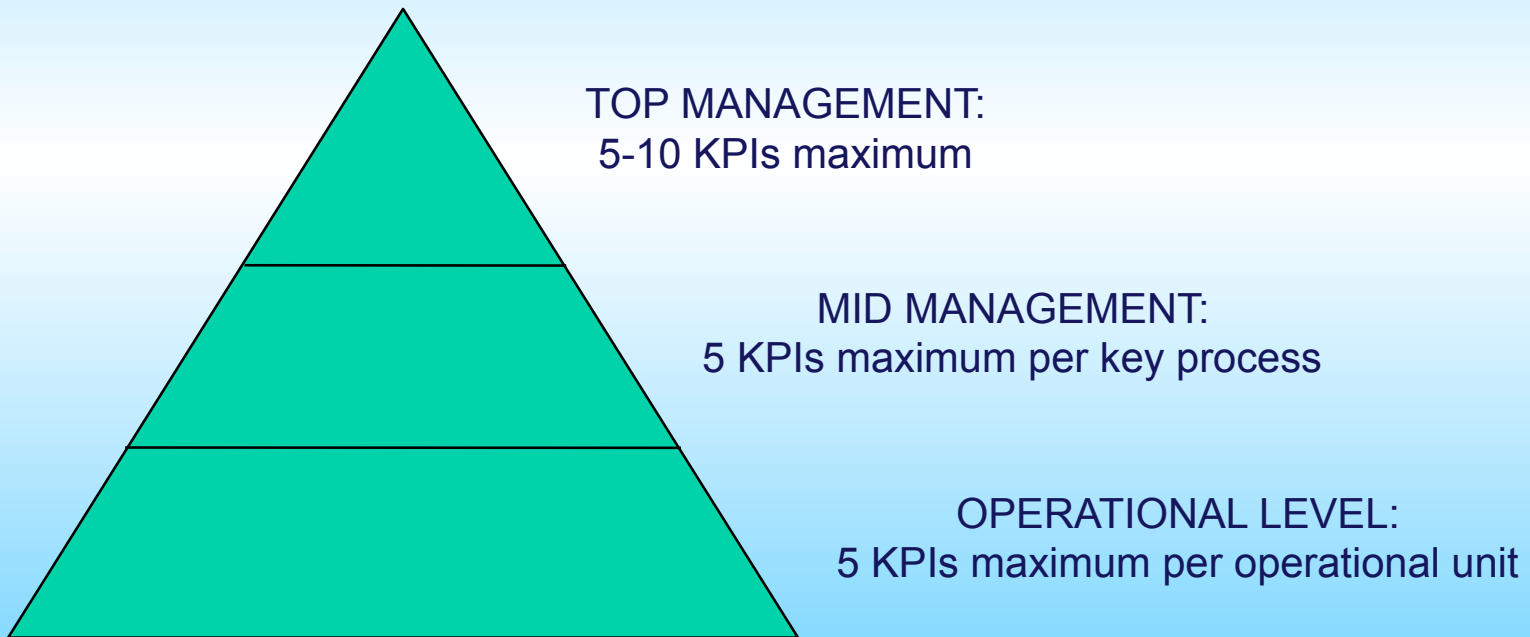 TOP MANAGEMENT:
5-10 KPIs maximum
MID MANAGEMENT:
5 KPIs maximum per key process
OPERATIONAL LEVEL:
5 KPIs maximum per operational unit